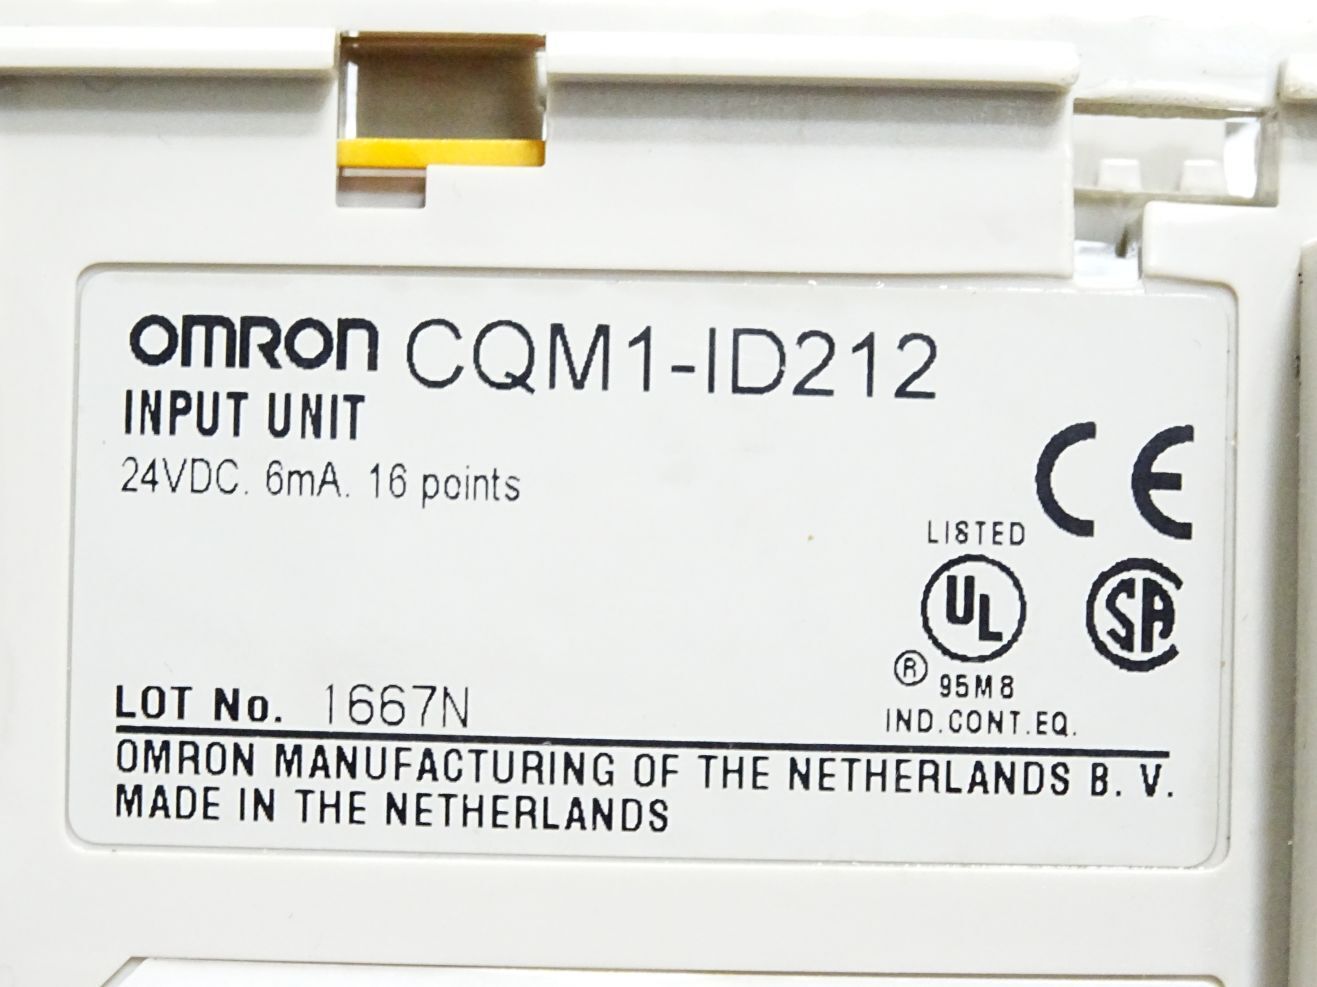 OMRON CQM1-ID212
INPUT UNIT
24VDC. 6mA. 16 points
CE
LISTED
UL
SA
® 95M8
IND.CONT.EQ.
LOT No. 1667N
OMRON MANUFACTURING OF THE NETHERLANDS B. V.
MADE IN THE NETHERLANDS